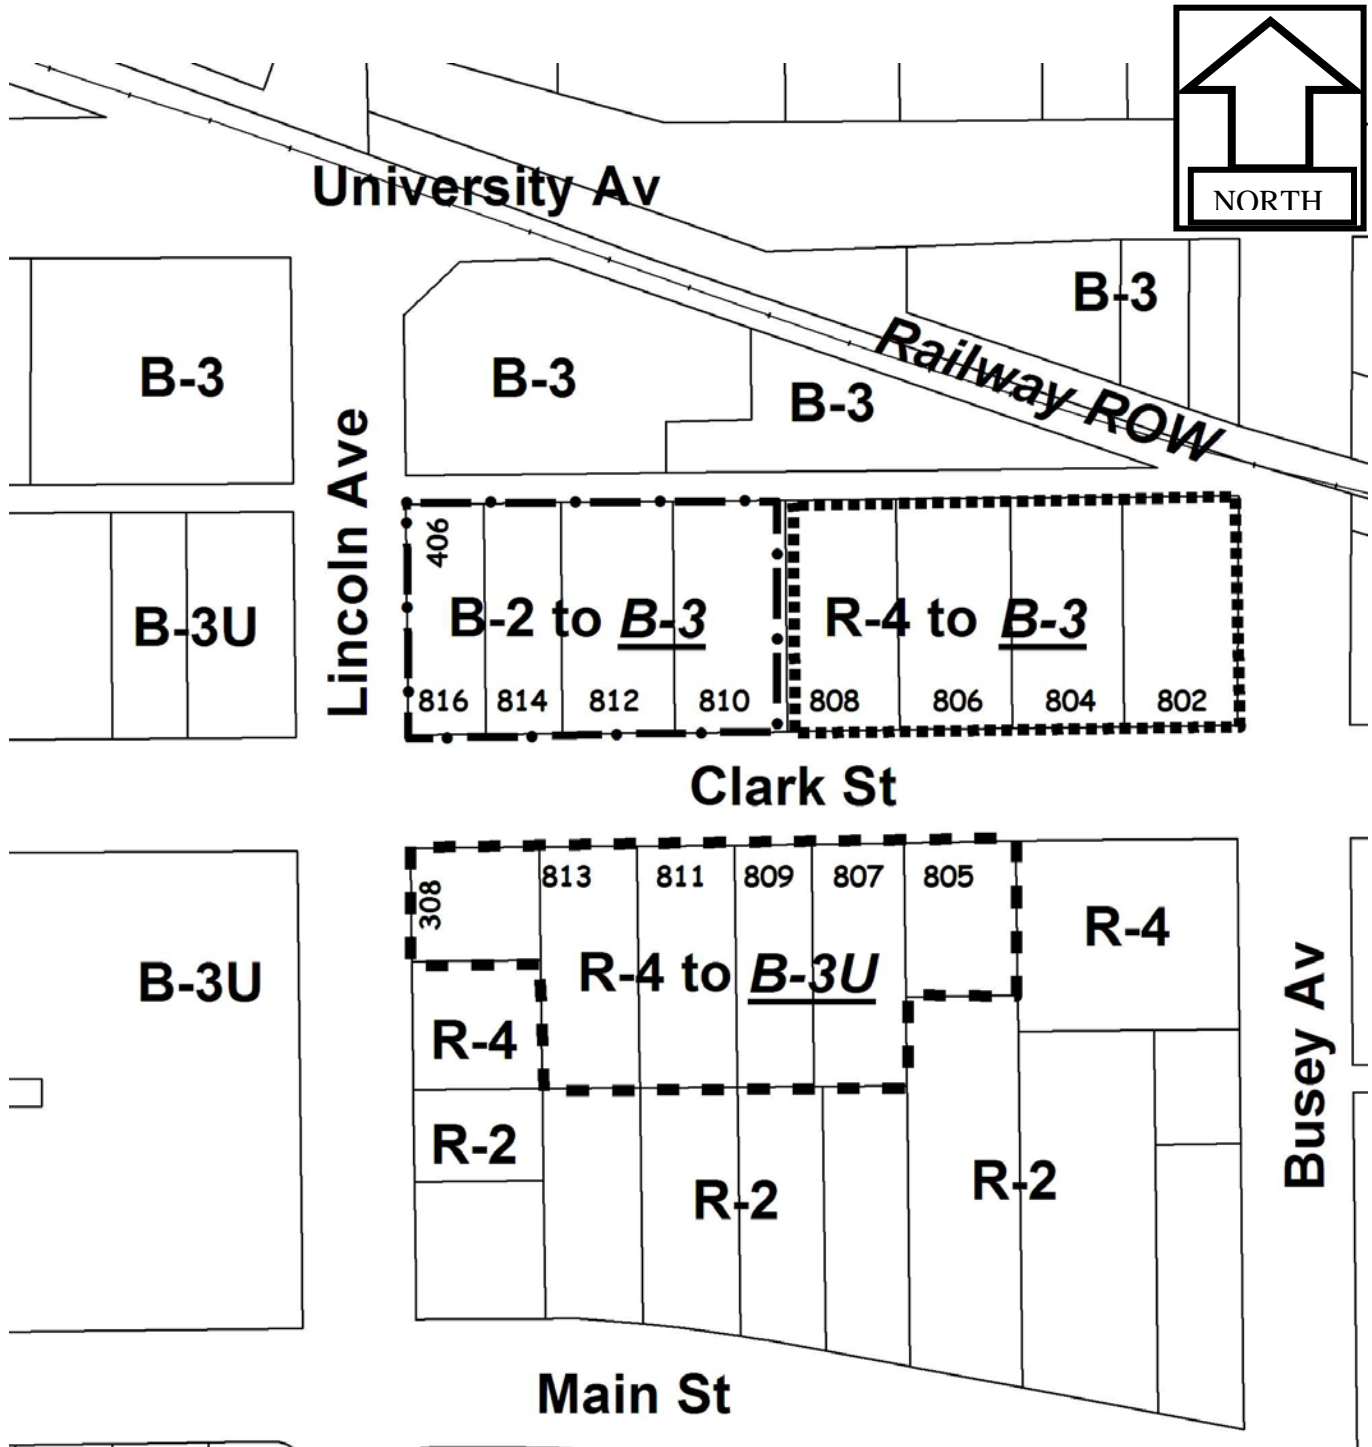 NORTH
University Av
B-3
Railway ROW
B-3
B-3
B-3
Lincoln Ave
406
B-3U
B-2 to B-3
R-4 to B-3
816
814
812
810
808
806
804
802
Clark St
308
813
811
809
807
805
R-4
R-4 to B-3U
B-3U
R-4
R-2
R-2
R-2
Busey Av
Main St